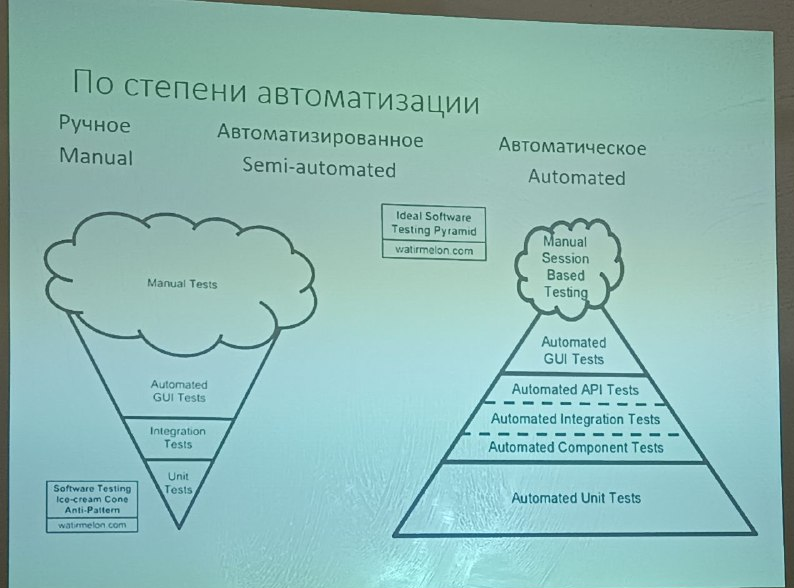 По степени автоматизации
Ручное
Manual
Автоматизированное
Semi-automated
Автоматическое
Automated
Manual Tests
Automated
GUI Tests
Integration
Tests
Unit
Tests
Software Testing
Ice-cream Cone
Anti-Pattern
watirmelon.com
Ideal Software
Testing Pyramid
watirmelon.com
Manual
Session
Based
Testing
Automated
GUI Tests
Automated API Tests
Automated Integration Tests
Automated Component Tests
Automated Unit Tests